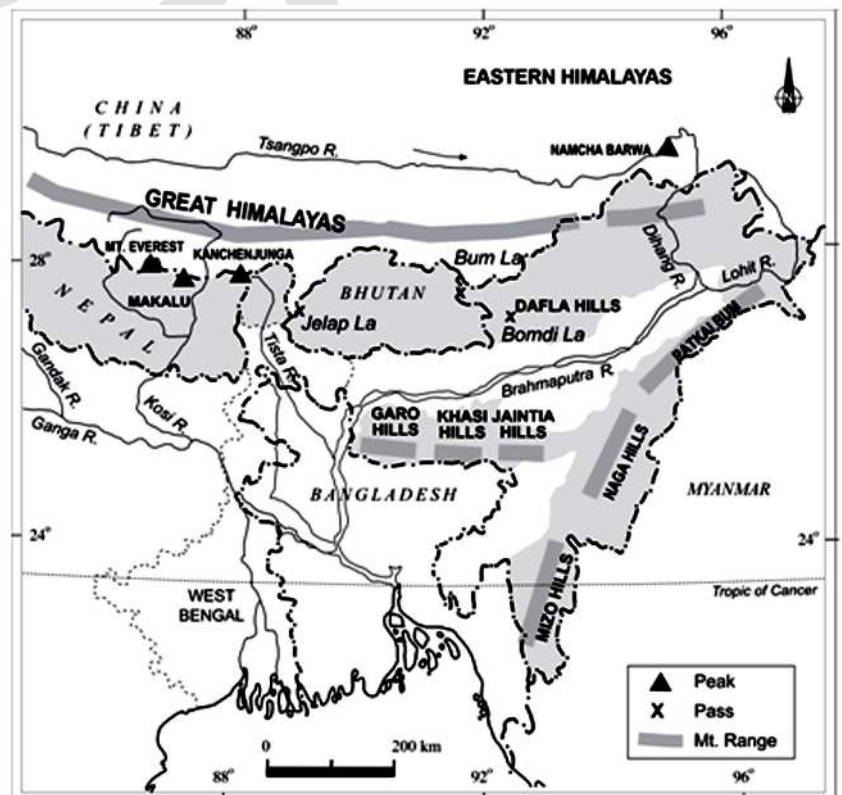 88°
92°
96°
EASTERN HIMALAYAS
CHINA
(TIBET)
Tsangpo R.
NAMCHA BARWA
GREAT HIMALAYAS
MT. EVEREST
KANCHENJUNGA
28°
Bum La
Dihang R.
Lohit R.
MAKALU
BHUTAN
DAFLA HILLS
NEPAL
Jelap La
Bomdi La
PATKAIBUM
Tista R.
Gandak R.
Brahmaputra R.
Kosi R.
Ganga R.
GARO
HILLS
KHASI
HILLS
JAINTIA
HILLS
NAGA HILLS
BANGLADESH
MYANMAR
24°
24°
MIZO HILLS
Tropic of Cancer
WEST
BENGAL
Peak
X Pass
Mt. Range
0 200 km
88°
92°
96°